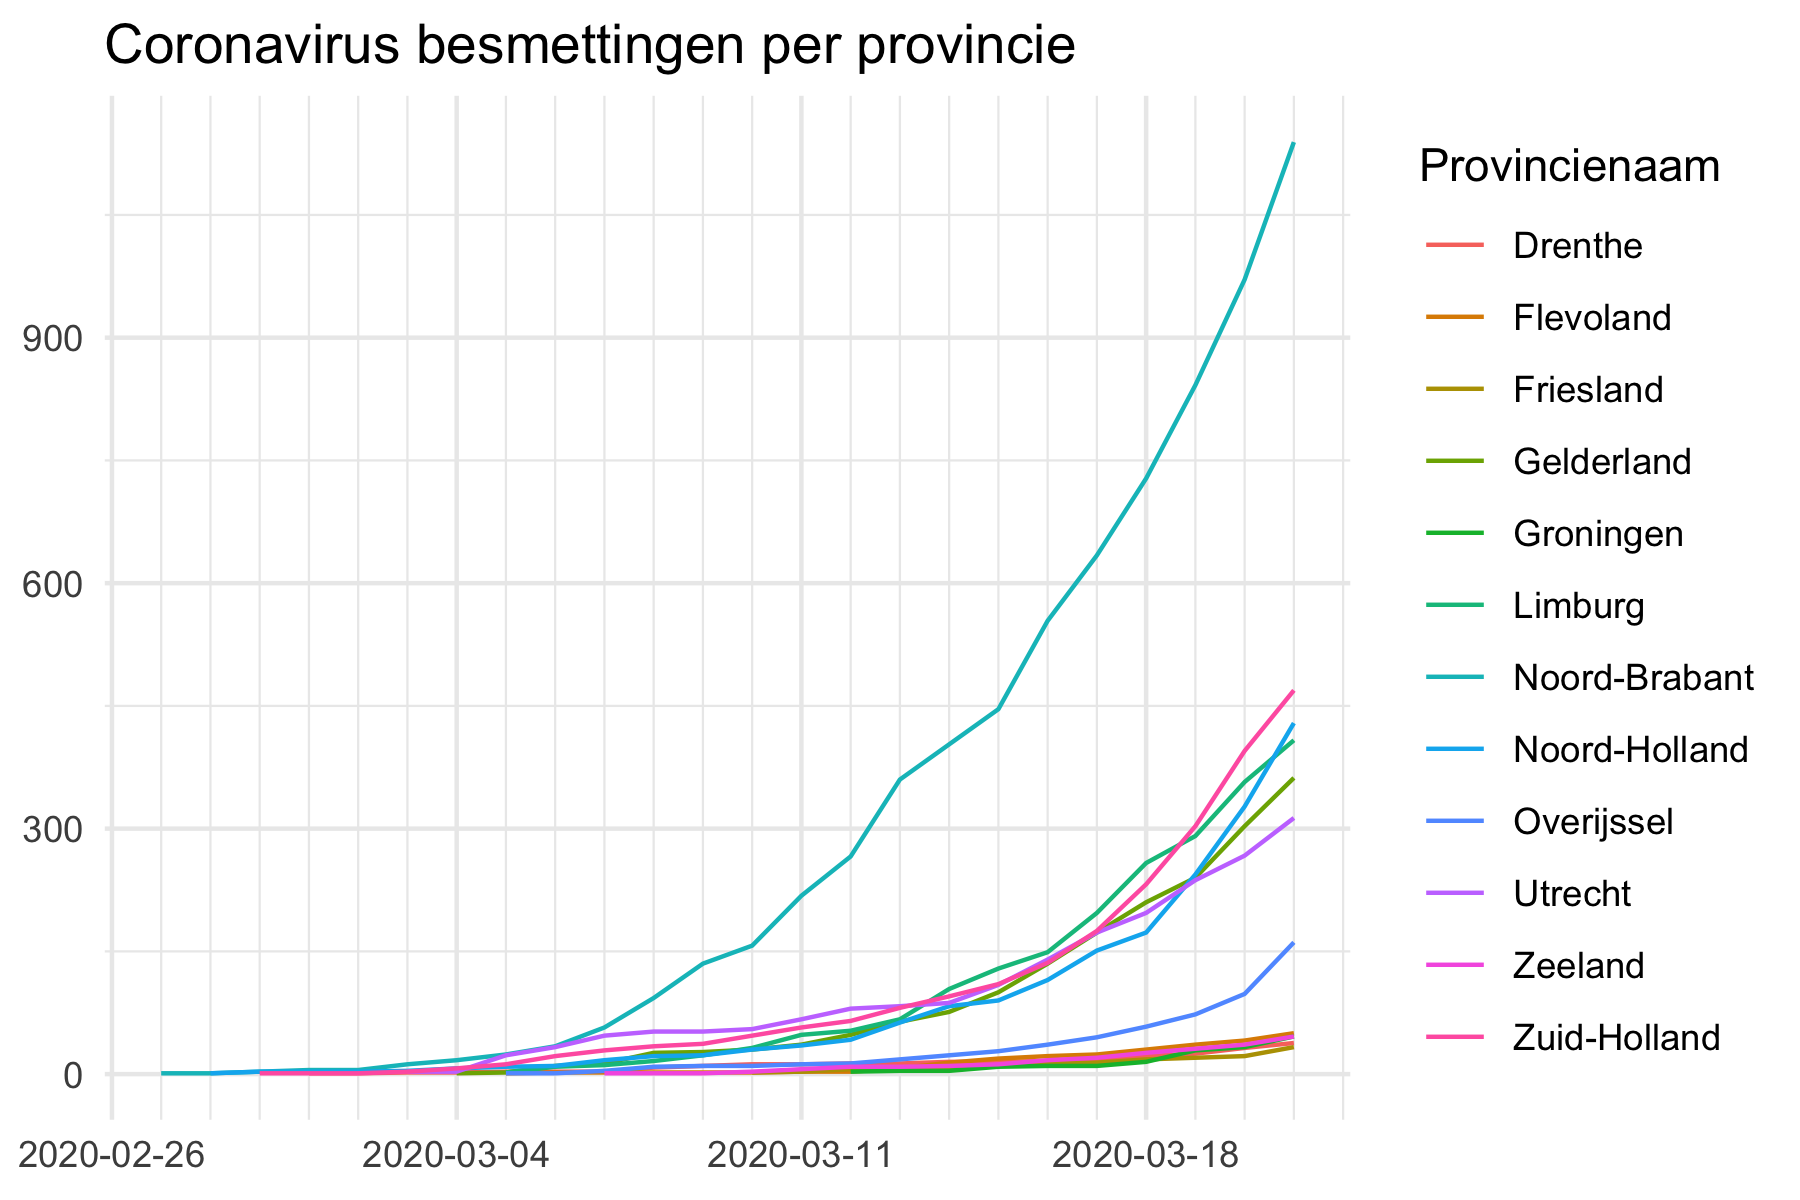 Coronavirus besmettingen per provincie
Provincienaam
Drenthe
Flevoland
Friesland
Gelderland
Groningen
Limburg
Noord-Brabant
Noord-Holland
Overijssel
Utrecht
Zeeland
Zuid-Holland
900
600
300
0
2020-02-26 2020-03-04 2020-03-11 2020-03-18